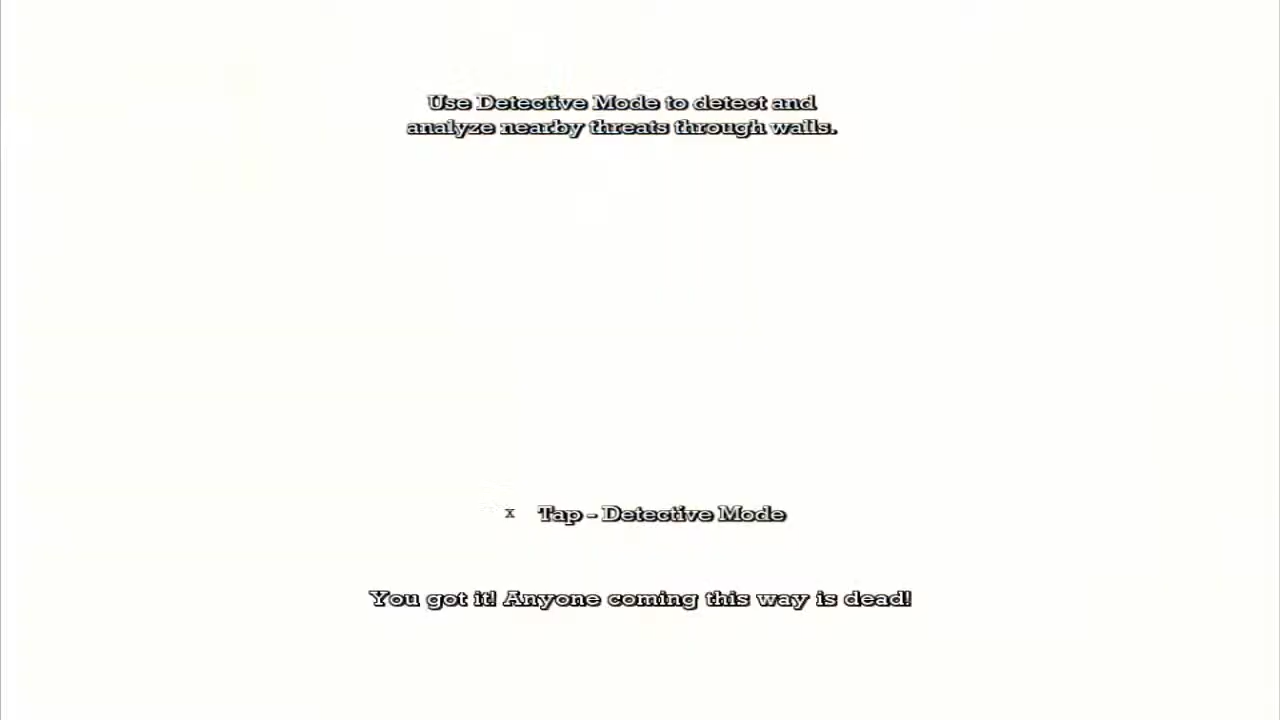 Use Detective Mode to detect and
analyze nearby threats through walls.
x Tap - Detective Mode
You got it! Anyone coming this way is dead!